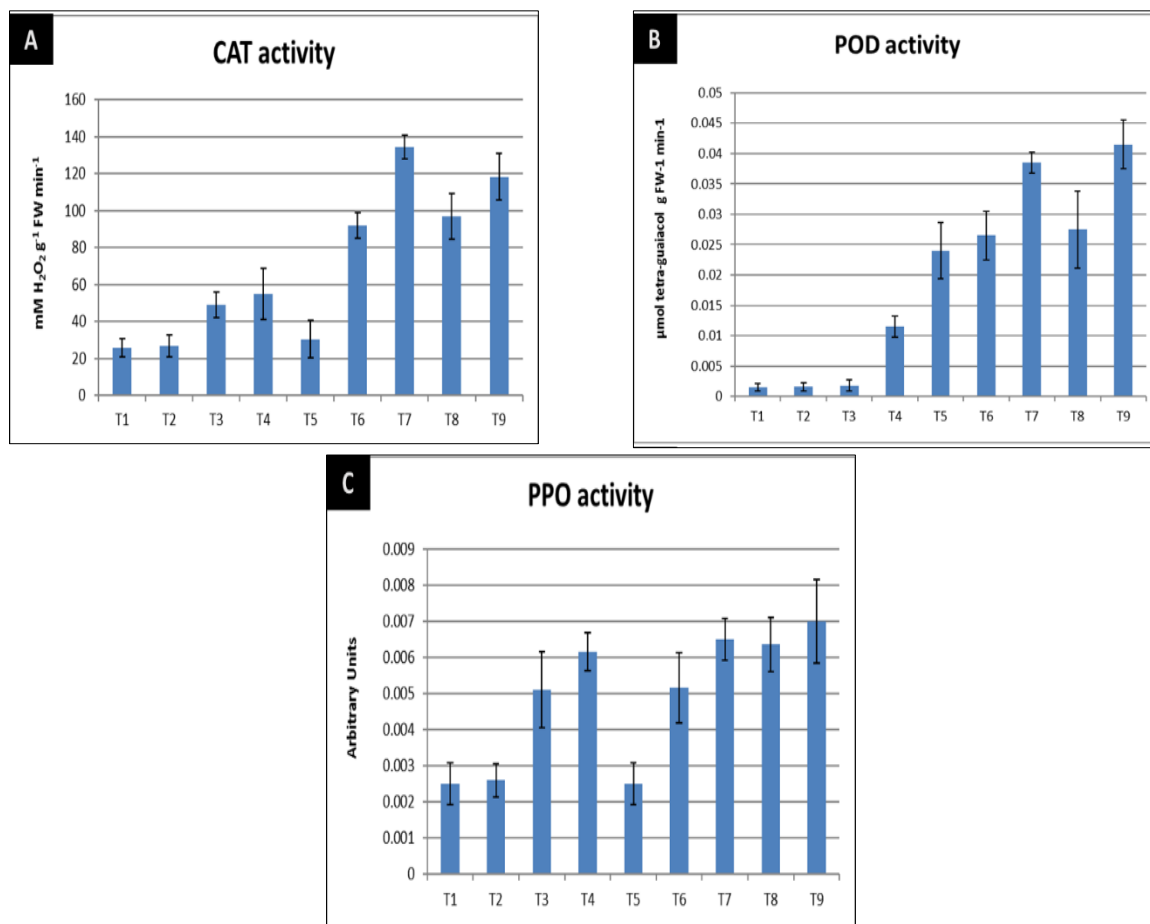 A
CAT activity
mM H₂O₂ g⁻¹ FW min⁻¹
160
140
120
100
80
60
40
20
0
T1 T2 T3 T4 T5 T6 T7 T8 T9
B
POD activity
µmol tetra-guaiacol g FW-1 min-1
0.05
0.045
0.04
0.035
0.03
0.025
0.02
0.015
0.01
0.005
0
T1 T2 T3 T4 T5 T6 T7 T8 T9
C
PPO activity
Arbitrary Units
0.009
0.008
0.007
0.006
0.005
0.004
0.003
0.002
0.001
0
T1 T2 T3 T4 T5 T6 T7 T8 T9